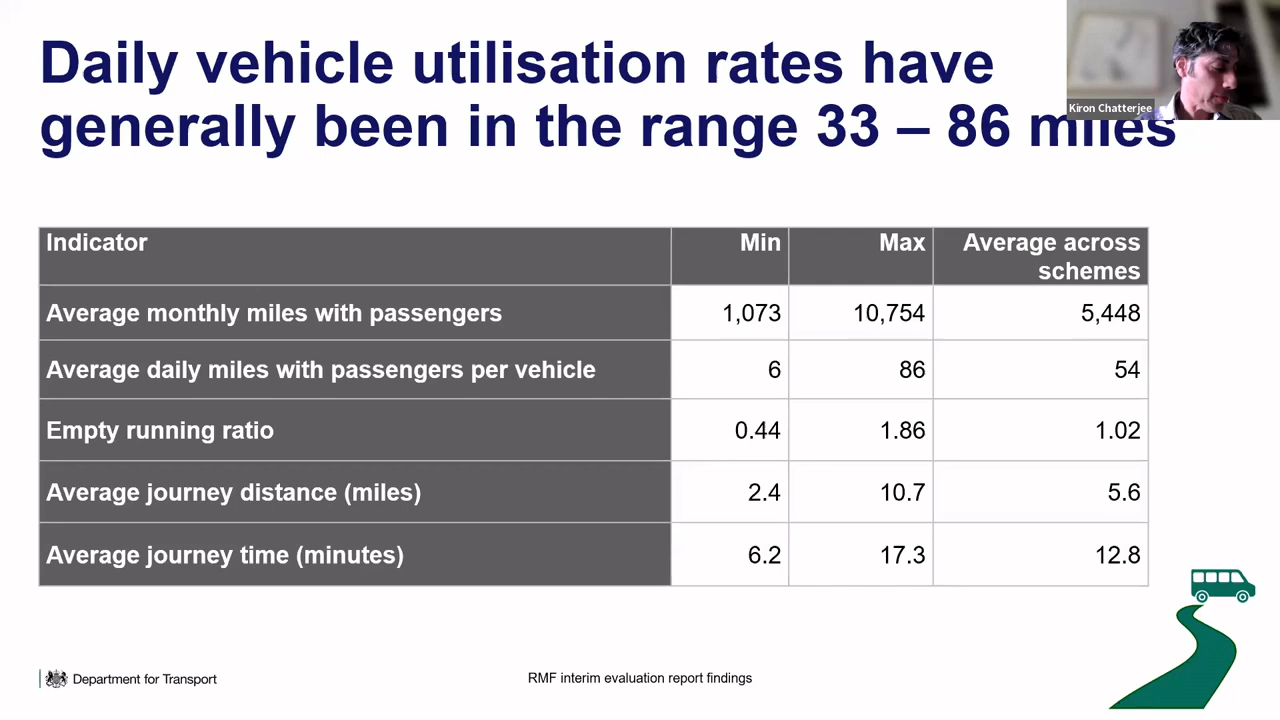 Daily vehicle utilisation rates have
generally been in the range 33 – 86 miles
Kiron Chatterjee
Indicator Min Max Average across
schemes
Average monthly miles with passengers 1,073 10,754 5,448
Average daily miles with passengers per vehicle 6 86 54
Empty running ratio 0.44 1.86 1.02
Average journey distance (miles) 2.4 10.7 5.6
Average journey time (minutes) 6.2 17.3 12.8
Department for Transport
RMF interim evaluation report findings